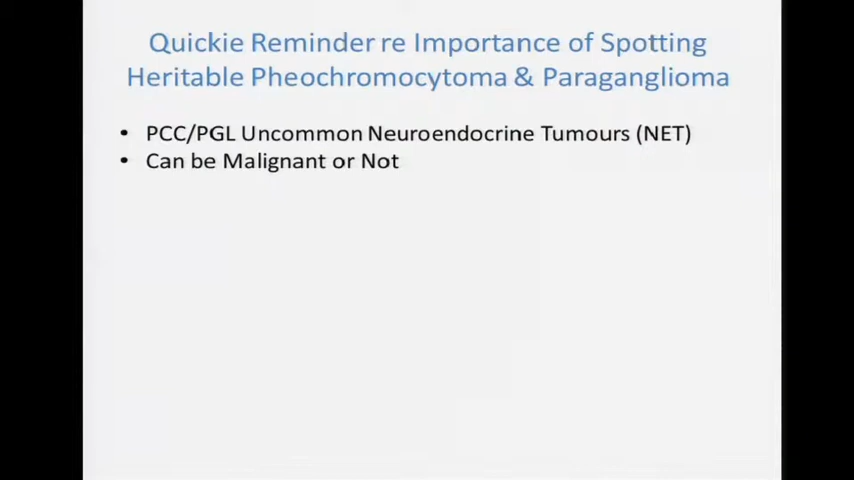 Quickie Reminder re Importance of Spotting
Heritable Pheochromocytoma & Paraganglioma
• PCC/PGL Uncommon Neuroendocrine Tumours (NET)
• Can be Malignant or Not